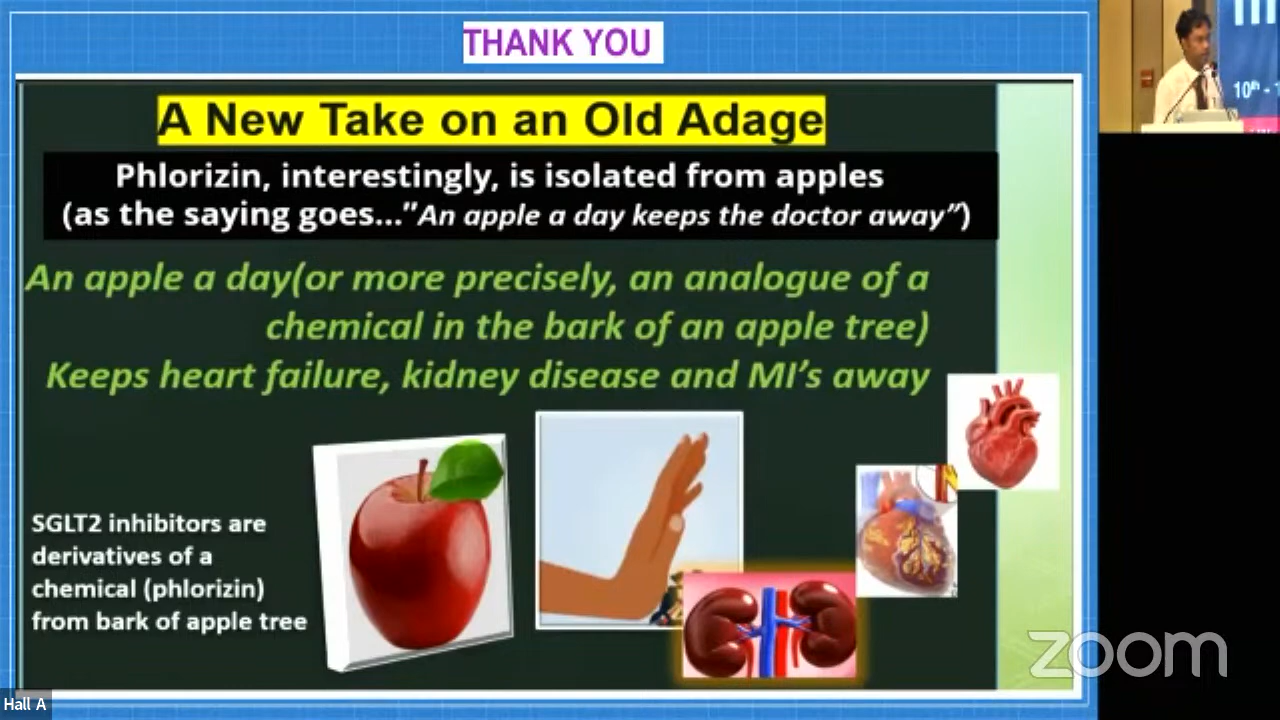 THANK YOU
A New Take on an Old Adage
Phlorizin, interestingly, is isolated from apples
(as the saying goes..."An apple a day keeps the doctor away")
An apple a day(or more precisely, an analogue of a
chemical in the bark of an apple tree)
Keeps heart failure, kidney disease and MI's away
SGLT2 inhibitors are
derivatives of a
chemical (phlorizin)
from bark of apple tree
10th -
zoom
Hall A